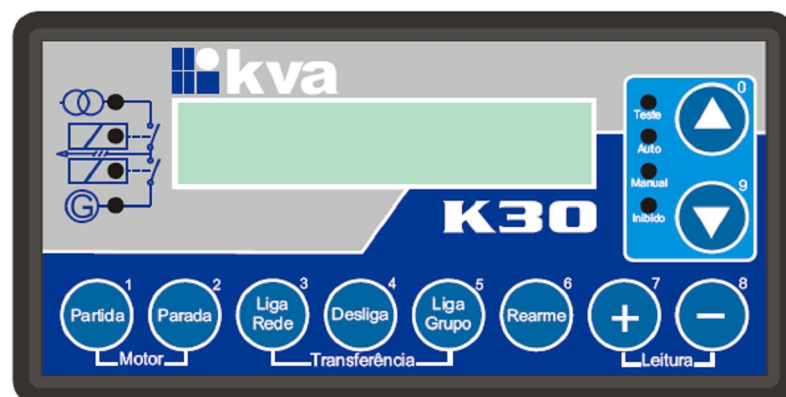 kva
K30
G
Teste
Auto
Manual
Inibido
0
9
1
Partida
2
Parada
3
Liga
Rede
4
Desliga
5
Liga
Grupo
6
Rearme
7
+
8
−
Motor
Transferência
Leitura